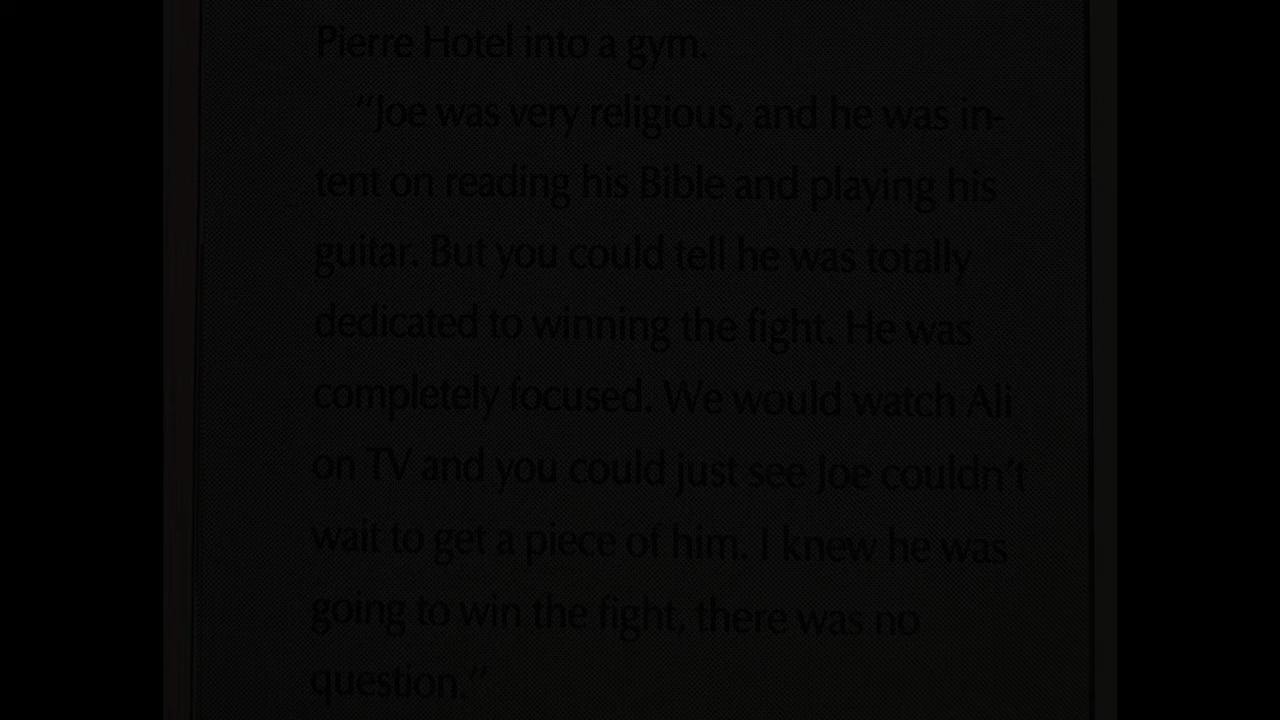 Pierre Hotel into a gym.
“Joe was very religious, and he was in-
tent on reading his Bible and playing his
guitar. But you could tell he was totally
dedicated to winning the fight. He was
completely focused. We would watch Ali
on TV and you could just see Joe couldn’t
wait to get a piece of him. I knew he was
going to win the fight, there was no
question.”